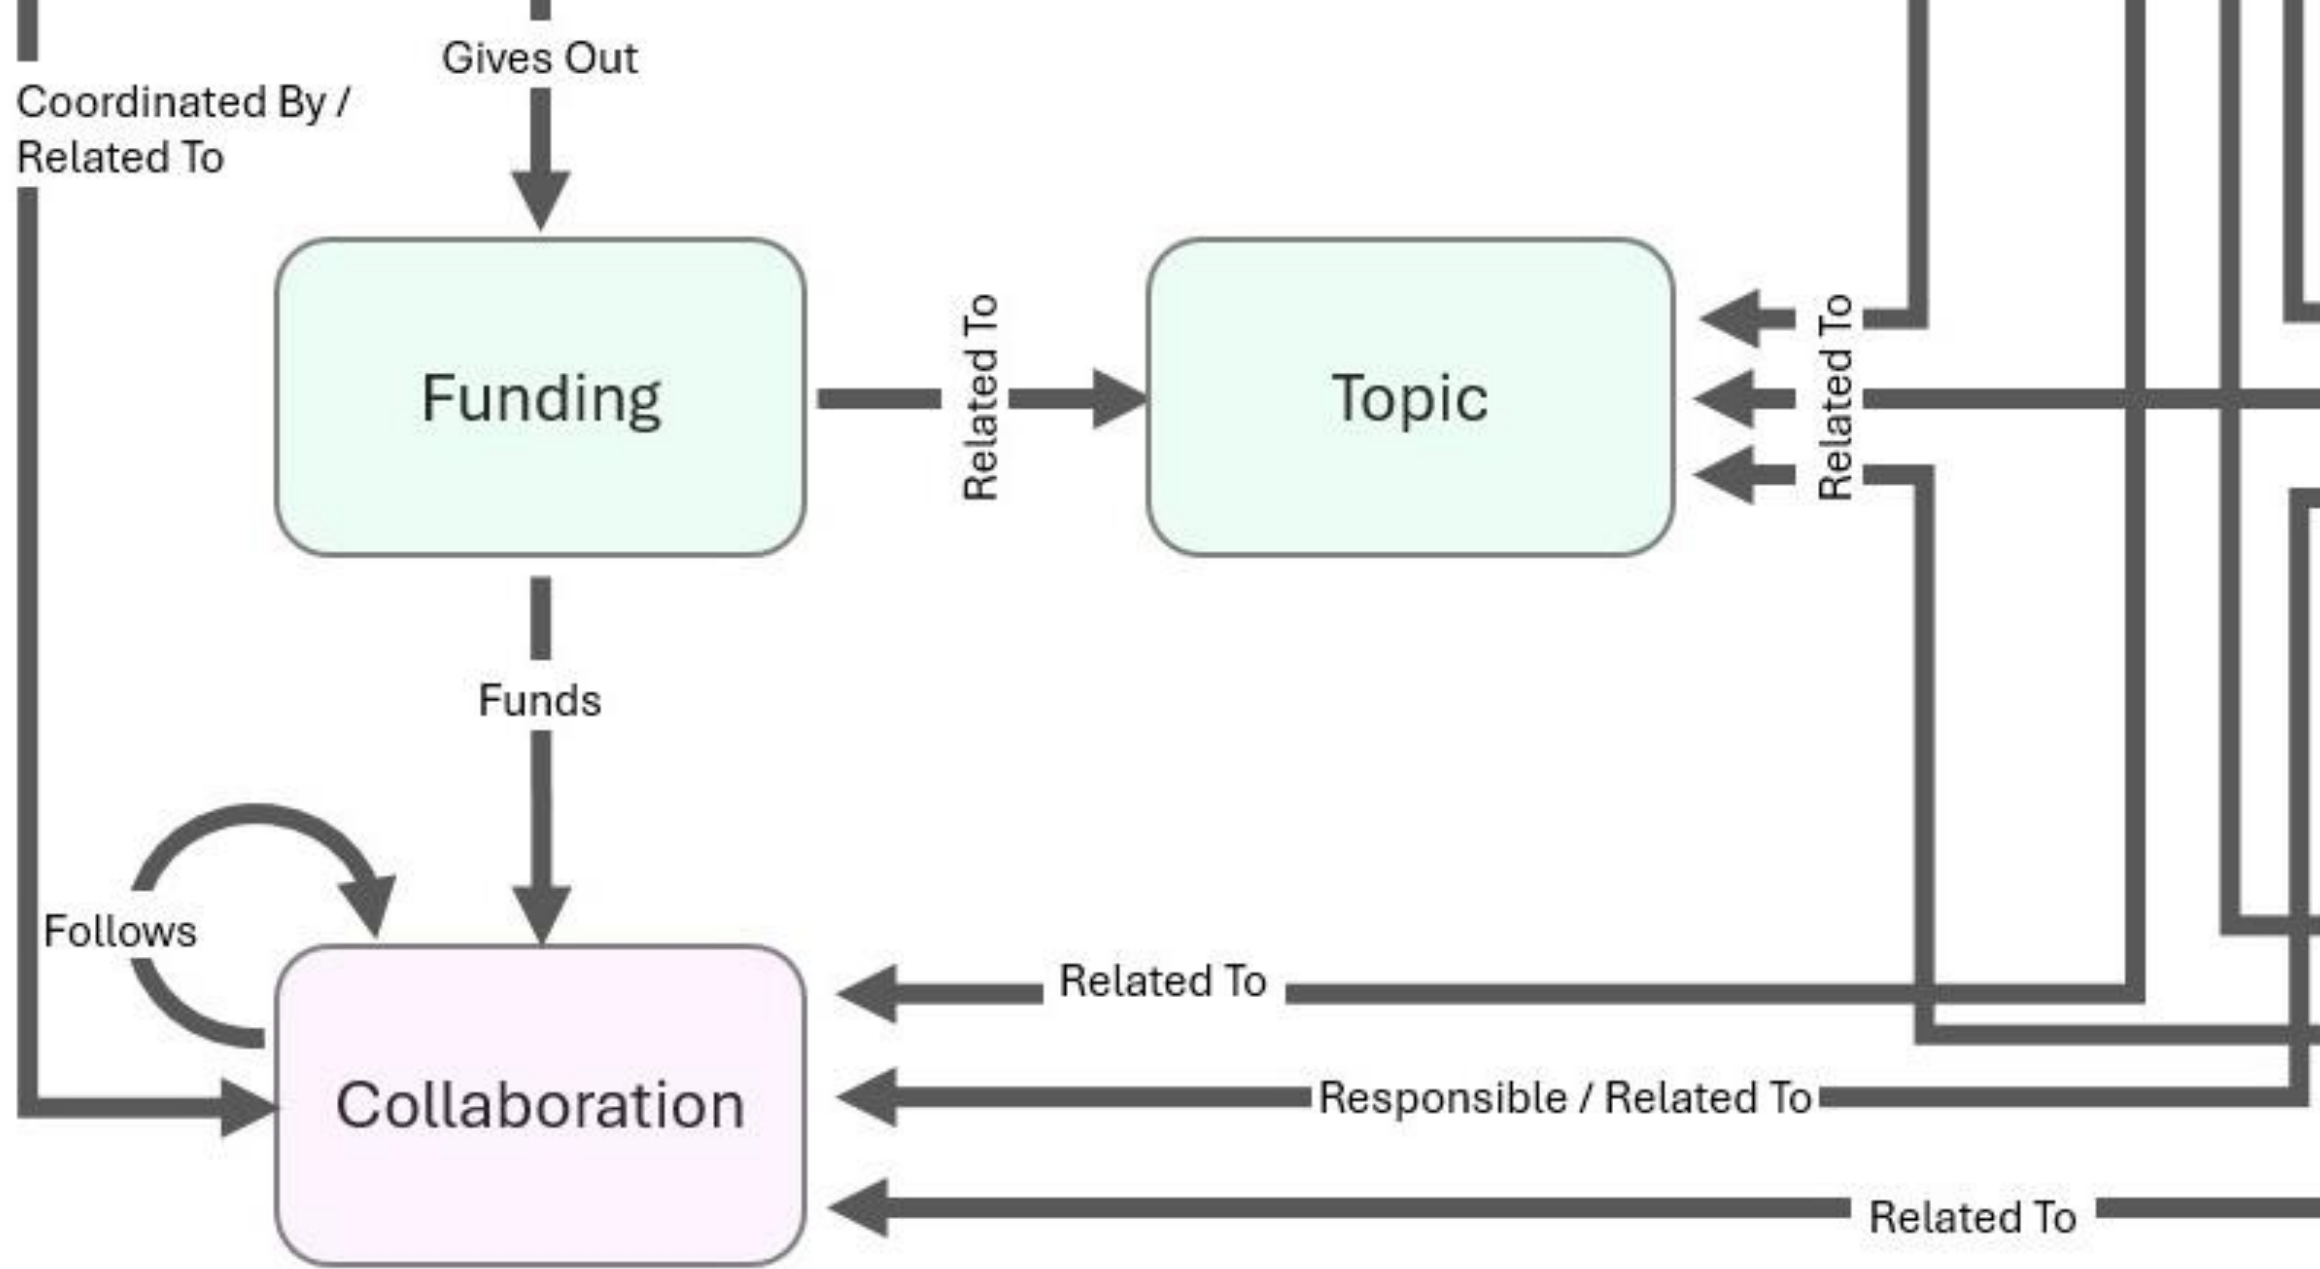 Gives Out
Coordinated By /
Related To
Funding
Related To
Topic
Related To
Funds
Follows
Collaboration
Related To
Responsible / Related To
Related To